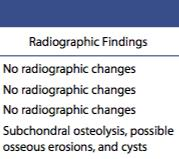 Radiographic Findings
No radiographic changes
No radiographic changes
No radiographic changes
Subchondral osteolysis, possible
osseous erosions, and cysts